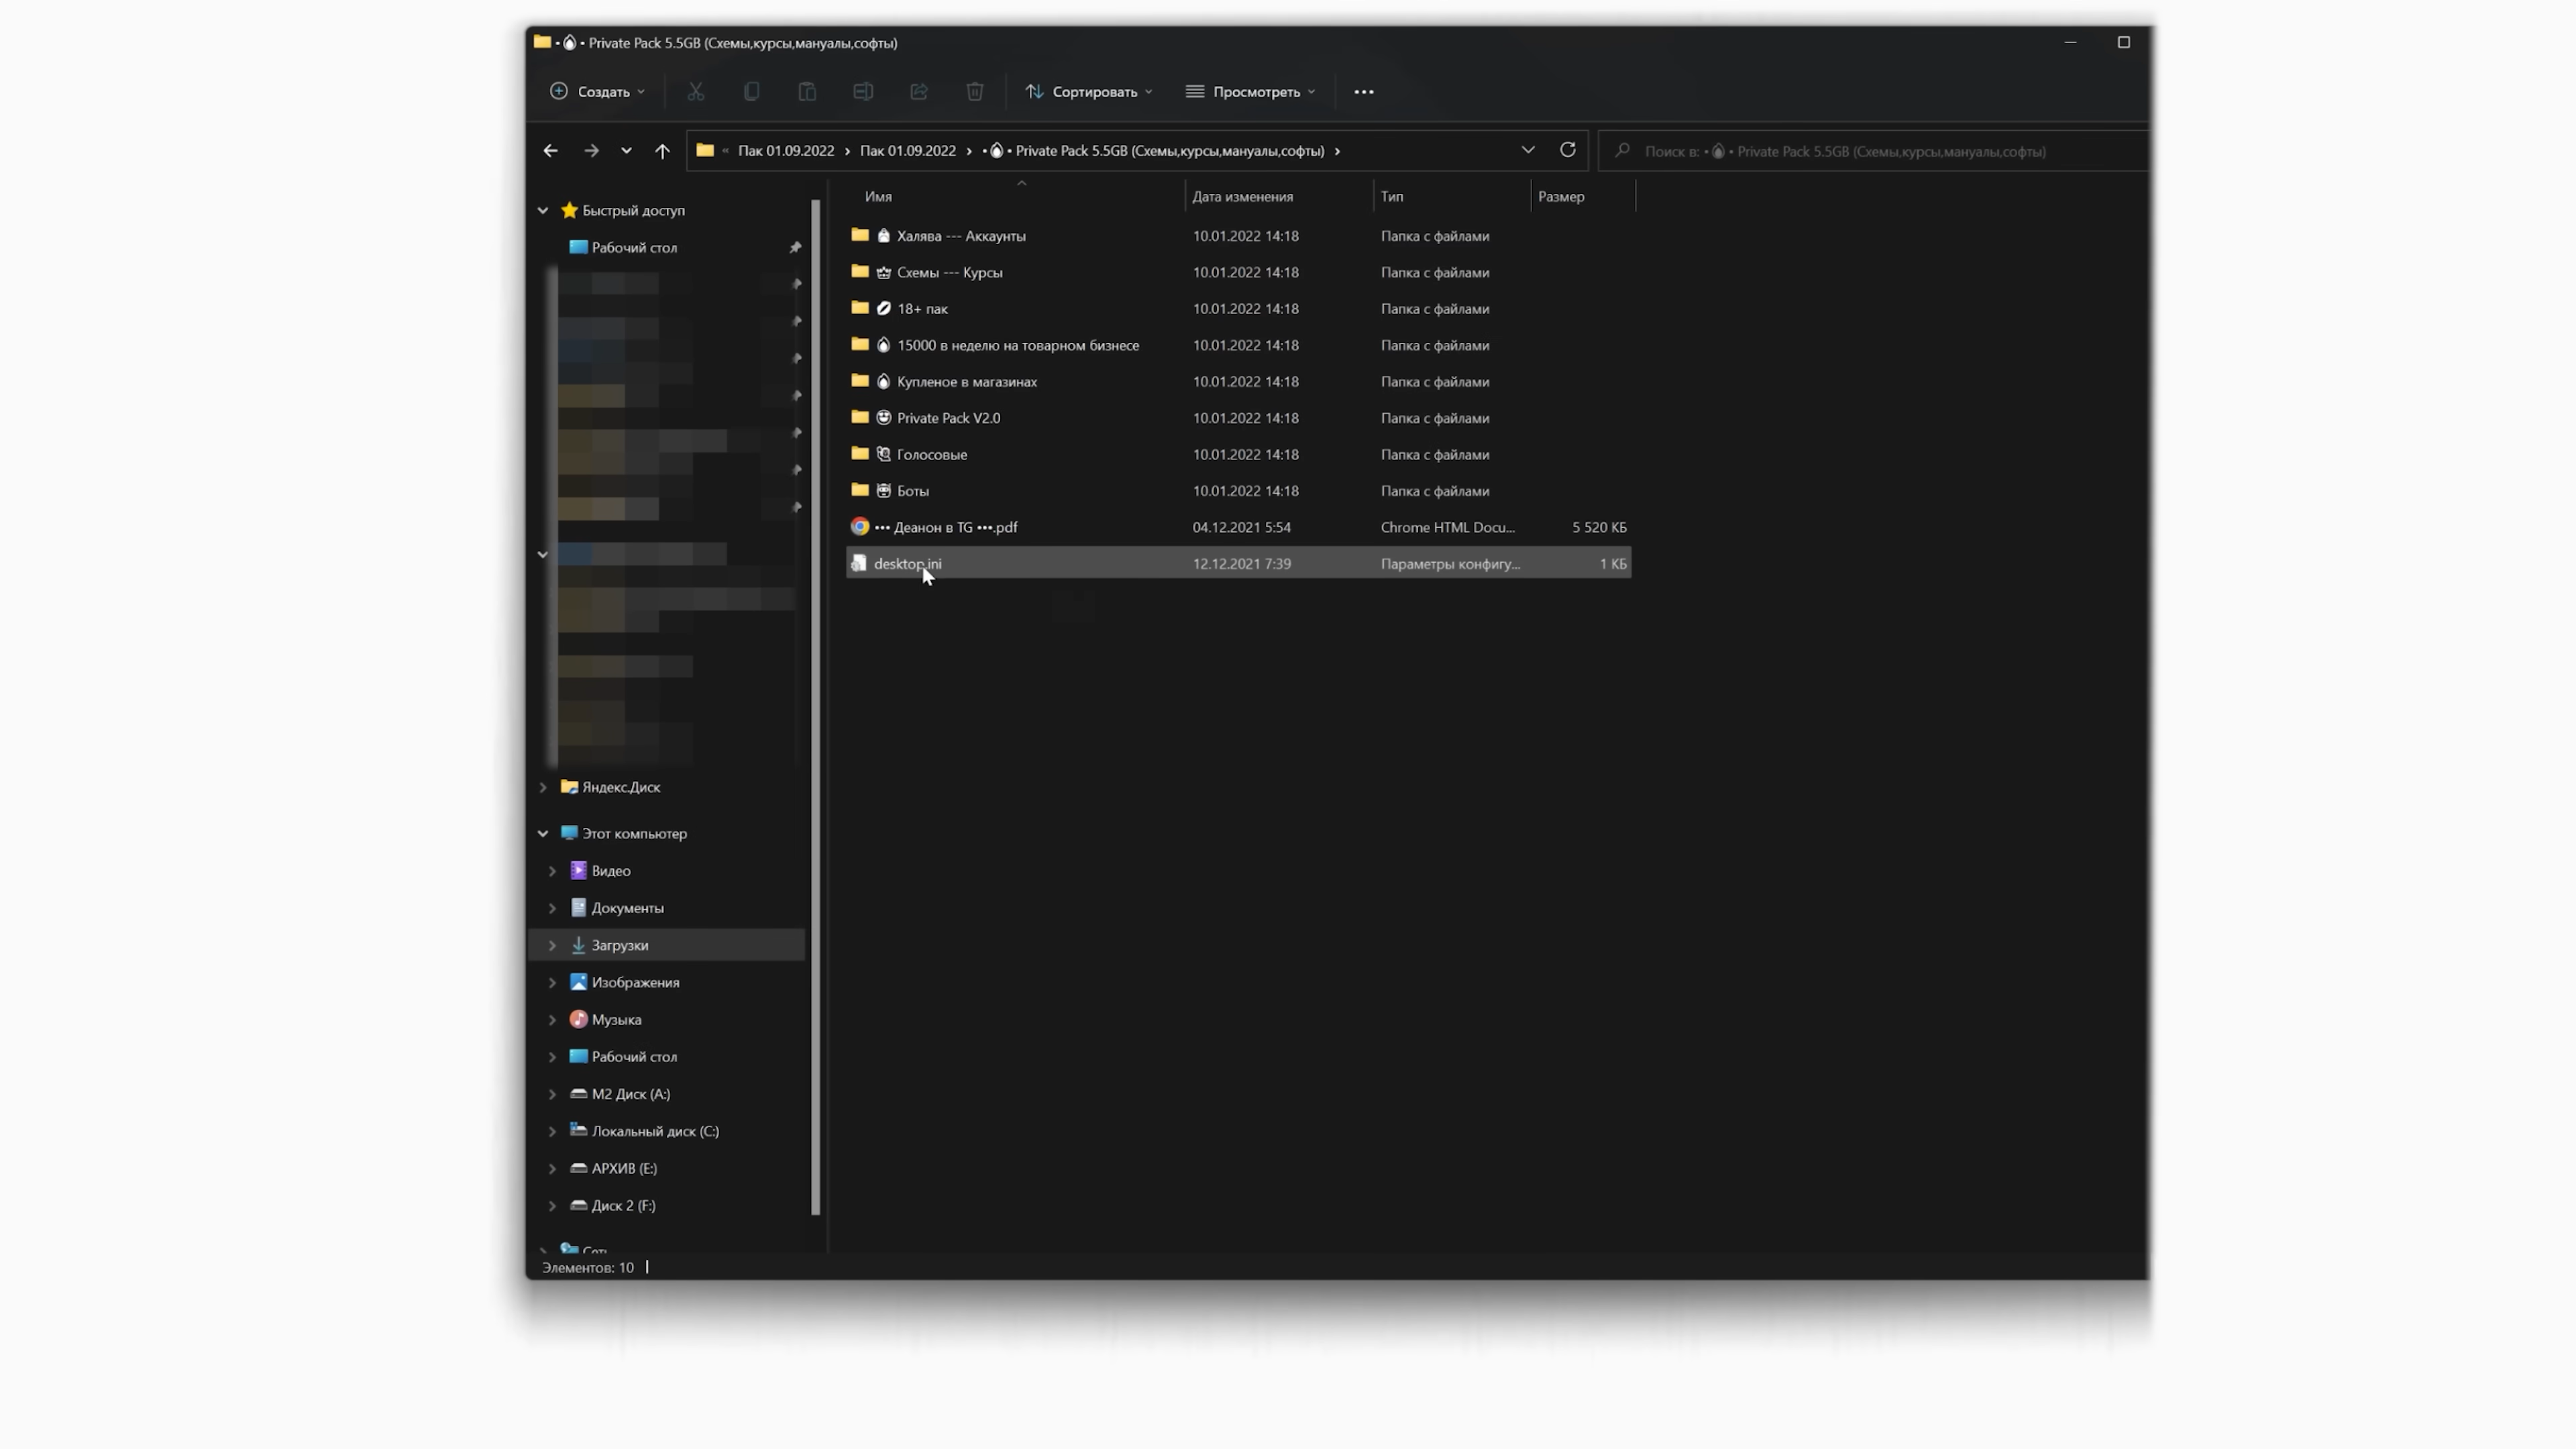 Private Pack 5.5GB (Схемы,курсы,мануалы,софты)
Создать
Сортировать
Просмотреть
« Пак 01.09.2022 › Пак 01.09.2022 › • • Private Pack 5.5GB (Схемы,курсы,мануалы,софты) ›
Поиск в: • • Private Pack 5.5GB (Схемы,курсы,мануалы,софты)
Имя Дата изменения Тип Размер
Быстрый доступ
Рабочий стол
Халява --- Аккаунты 10.01.2022 14:18 Папка с файлами
Схемы --- Курсы 10.01.2022 14:18 Папка с файлами
18+ пак 10.01.2022 14:18 Папка с файлами
15000 в неделю на товарном бизнесе 10.01.2022 14:18 Папка с файлами
Купленое в магазинах 10.01.2022 14:18 Папка с файлами
Private Pack V2.0 10.01.2022 14:18 Папка с файлами
Голосовые 10.01.2022 14:18 Папка с файлами
Боты 10.01.2022 14:18 Папка с файлами
••• Деанон в TG •••.pdf 04.12.2021 5:54 Chrome HTML Docu... 5 520 КБ
desktop.ini 12.12.2021 7:39 Параметры конфигу... 1 КБ
Яндекс.Диск
Этот компьютер
Видео
Документы
Загрузки
Изображения
Музыка
Рабочий стол
M2 Диск (A:)
Локальный диск (C:)
АРХИВ (E:)
Диск 2 (F:)
Сеть
Элементов: 10